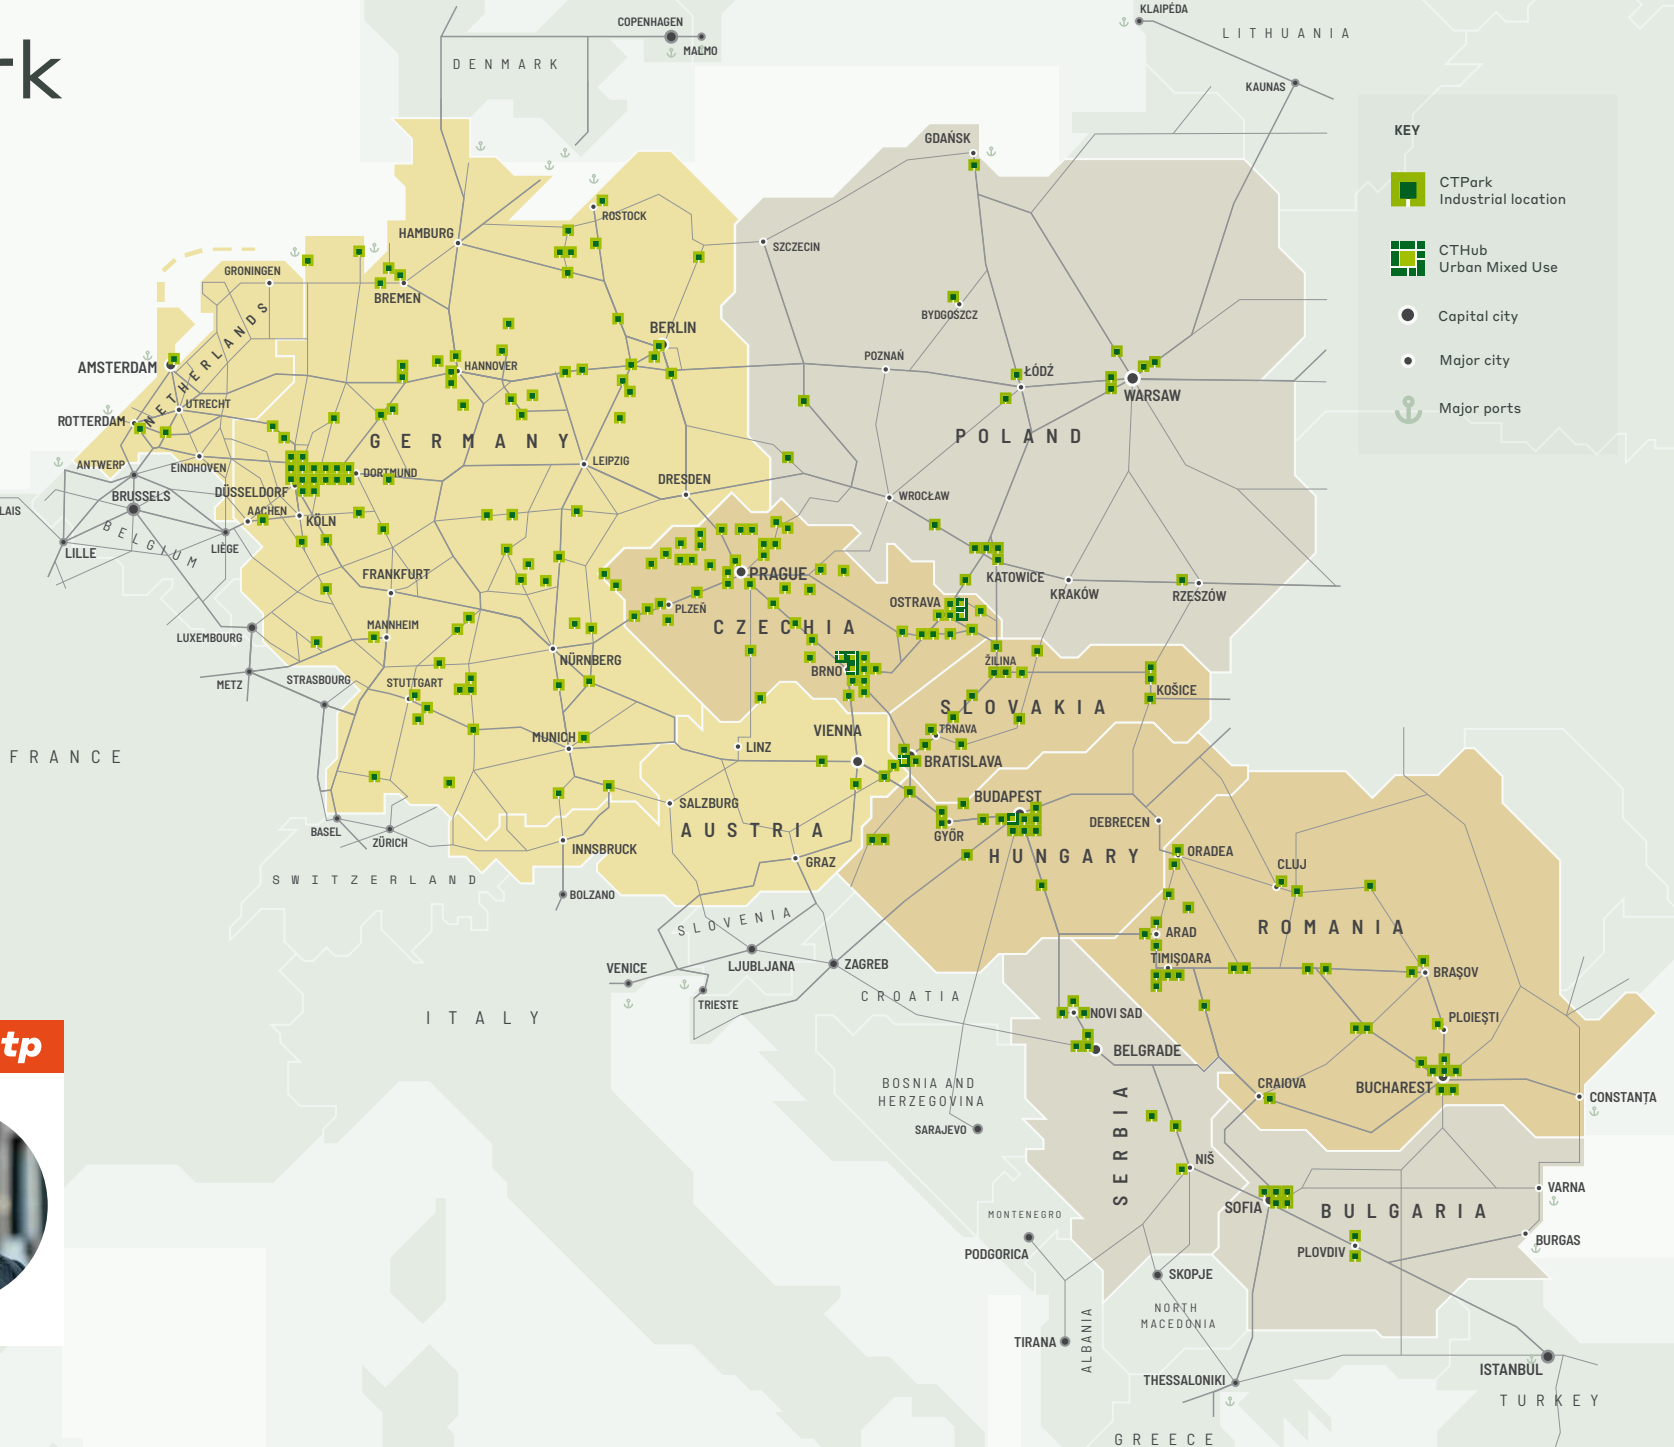 rk
KLAIPĖDA
COPENHAGEN
LITHUANIA
MALMO
DENMARK
KAUNAS
KEY
CTPark
Industrial location
CTHub
Urban Mixed Use
Capital city
Major city
Major ports
GDAŃSK
ROSTOCK
HAMBURG
SZCZECIN
GRONINGEN
BREMEN
BYDGOSZCZ
BERLIN
NETHERLANDS
AMSTERDAM
HANNOVER
POZNAŃ
ŁÓDŹ
WARSAW
UTRECHT
ROTTERDAM
GERMANY
POLAND
ANTWERP
EINDHOVEN
DORTMUND
LEIPZIG
DRESDEN
BRUSSELS
DÜSSELDORF
WROCŁAW
LAIS
AACHEN
KÖLN
BELGIUM
LIÈGE
LILLE
FRANKFURT
PRAGUE
KATOWICE
KRAKÓW
RZESZÓW
OSTRAVA
PLZEŇ
CZECHIA
MANNHEIM
LUXEMBOURG
NÜRNBERG
ŽILINA
BRNO
METZ
STRASBOURG
STUTTGART
KOŠICE
SLOVAKIA
TRNAVA
VIENNA
MUNICH
LINZ
FRANCE
BRATISLAVA
SALZBURG
BUDAPEST
DEBRECEN
BASEL
ZÜRICH
AUSTRIA
GYÖR
INNSBRUCK
HUNGARY
ORADEA
CLUJ
GRAZ
SWITZERLAND
BOLZANO
SLOVENIA
ROMANIA
ARAD
VENICE
LJUBLJANA
ZAGREB
TIMIŞOARA
BRAŞOV
TRIESTE
CROATIA
NOVI SAD
PLOIEŞTI
ITALY
tp
BELGRADE
BOSNIA AND
HERZEGOVINA
CRAIOVA
BUCHAREST
CONSTANȚA
SARAJEVO
SERBIA
NIŠ
VARNA
SOFIA
BULGARIA
MONTENEGRO
PODGORICA
PLOVDIV
BURGAS
SKOPJE
NORTH
MACEDONIA
TIRANA
ALBANIA
ISTANBUL
THESSALONIKI
TURKEY
GREECE